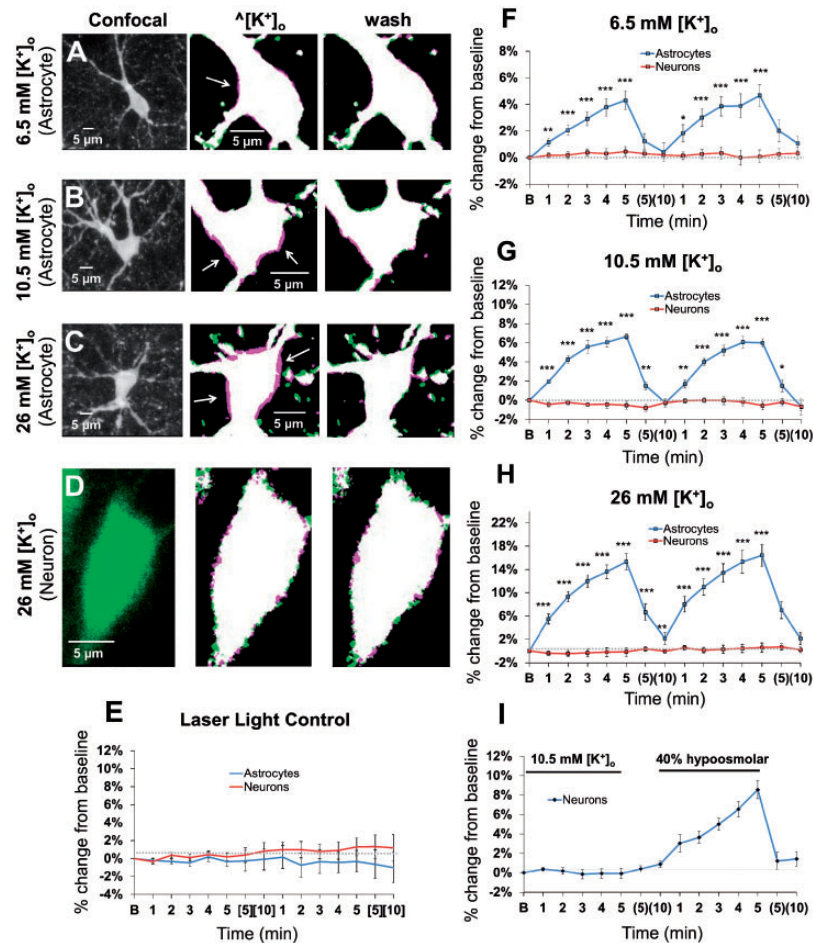 Confocal ^[K+]o wash
6.5 mM [K+]o
(Astrocyte)
A
5 µm
5 µm
10.5 mM [K+]o
(Astrocyte)
B
5 µm
5 µm
26 mM [K+]o
(Astrocyte)
C
5 µm
5 µm
26 mM [K+]o
(Neuron)
D
5 µm
E
Laser Light Control
% change from baseline
12%
10%
8%
6%
4%
2%
0%
-2%
-4%
Astrocytes
Neurons
B 1 2 3 4 5 [5][10] 1 2 3 4 5 [5][10]
Time (min)
F
6.5 mM [K+]o
% change from baseline
8%
6%
4%
2%
0%
-2%
Astrocytes
Neurons
** *** *** *** *** * *** *** *** ***
B 1 2 3 4 5 (5)(10) 1 2 3 4 5 (5)(10)
Time (min)
G
10.5 mM [K+]o
% change from baseline
12%
10%
8%
6%
4%
2%
0%
-2%
Astrocytes
Neurons
*** *** *** *** *** ** ** *** *** *** *** *
B 1 2 3 4 5 (5)(10) 1 2 3 4 5 (5)(10)
Time (min)
H
26 mM [K+]o
% change from baseline
22%
18%
14%
10%
6%
2%
-2%
Astrocytes
Neurons
*** *** *** *** *** *** ** *** *** *** *** ***
B 1 2 3 4 5 (5)(10) 1 2 3 4 5 (5)(10)
Time (min)
I
10.5 mM [K+]o 40% hypoosmolar
% change from baseline
12%
10%
8%
6%
4%
2%
0%
Neurons
B 1 2 3 4 5 (5)(10) 1 2 3 4 5 (5)(10)
Time (min)